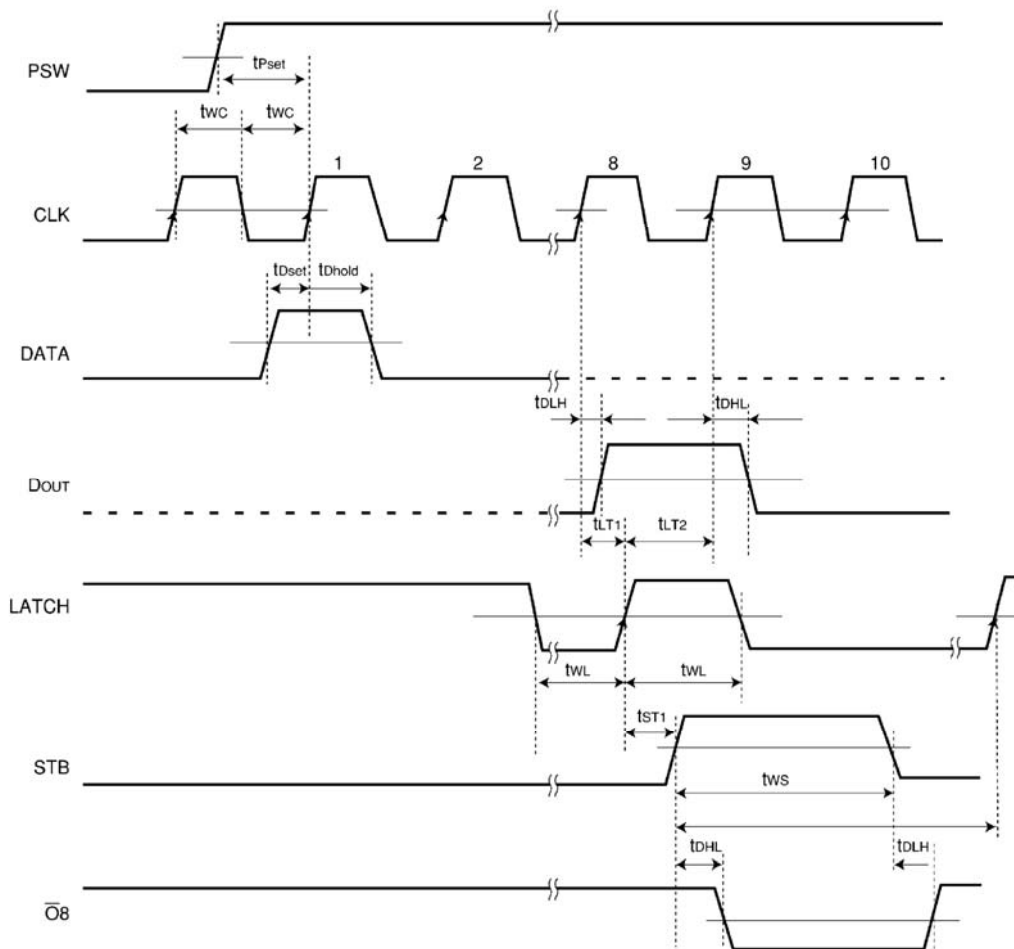 PSW
tPset
tWC tWC
1 2 8 9 10
CLK
tDset tDhold
DATA
tDLH tDHL
DOUT
tLT1 tLT2
LATCH
tWL tWL
tST1
STB
tWS
tDHL tDLH
O̅8